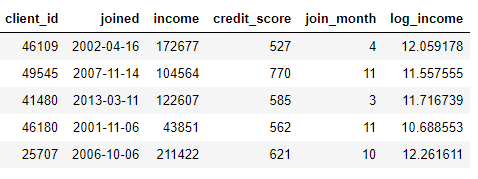 client_id joined income credit_score join_month log_income
46109 2002-04-16 172677 527 4 12.059178
49545 2007-11-14 104564 770 11 11.557555
41480 2013-03-11 122607 585 3 11.716739
46180 2001-11-06 43851 562 11 10.688553
25707 2006-10-06 211422 621 10 12.261611